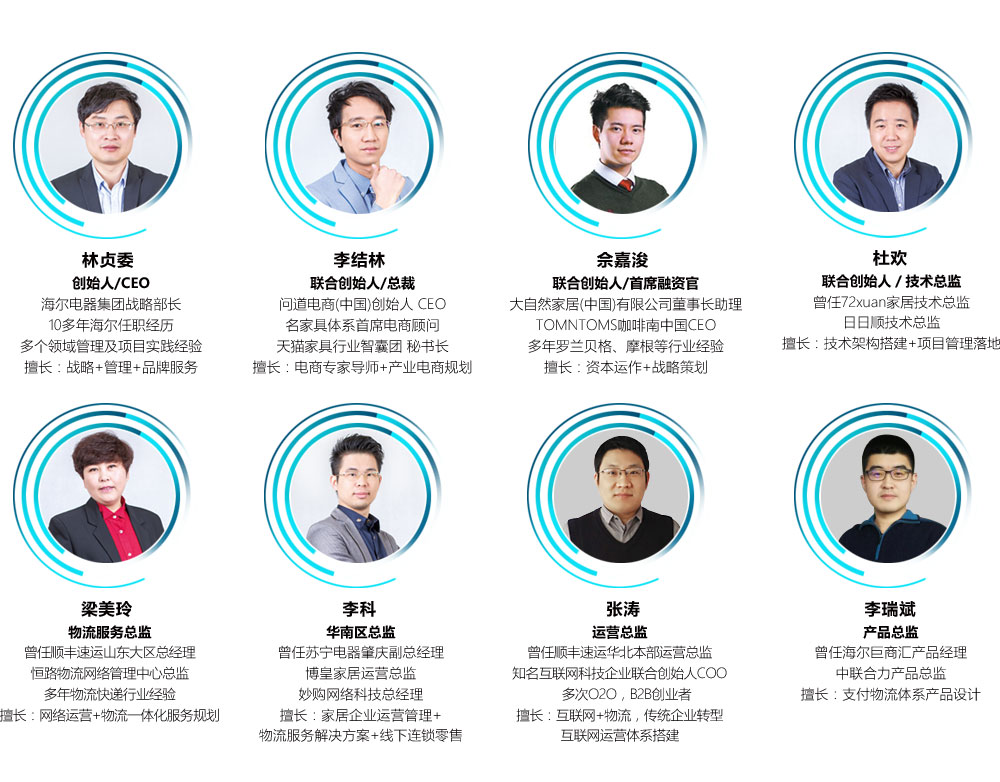 林贞委
创始人/CEO
海尔电器集团战略部长
10多年海尔任职经历
多个领域管理及项目实践经验
擅长：战略+管理+品牌服务
李结林
联合创始人/总裁
问道电商(中国)创始人 CEO
名家具体系首席电商顾问
天猫家具行业智囊团 秘书长
擅长：电商专家导师+产业电商规划
佘嘉浚
联合创始人/首席融资官
大自然家居(中国)有限公司董事长助理
TOMNTOMS咖啡南中国CEO
多年罗兰贝格、摩根等行业经验
擅长：资本运作+战略策划
杜欢
联合创始人 / 技术总监
曾任72xuan家居技术总监
日日顺技术总监
擅长：技术架构搭建+项目管理落地
梁美玲
物流服务总监
曾任顺丰速运山东大区总经理
恒路物流网络管理中心总监
多年物流快递行业经验
擅长：网络运营+物流一体化服务规划
李科
华南区总监
曾任苏宁电器肇庆副总经理
博皇家居运营总监
妙购网络科技总经理
擅长：家居企业运营管理+
物流服务解决方案+线下连锁零售
张涛
运营总监
曾任顺丰速运华北本部运营总监
知名互联网科技企业联合创始人COO
多次O2O，B2B创业者
擅长：互联网+物流，传统企业转型
互联网运营体系搭建
李瑞斌
产品总监
曾任海尔巨商汇产品经理
中联合力产品总监
擅长：支付物流体系产品设计